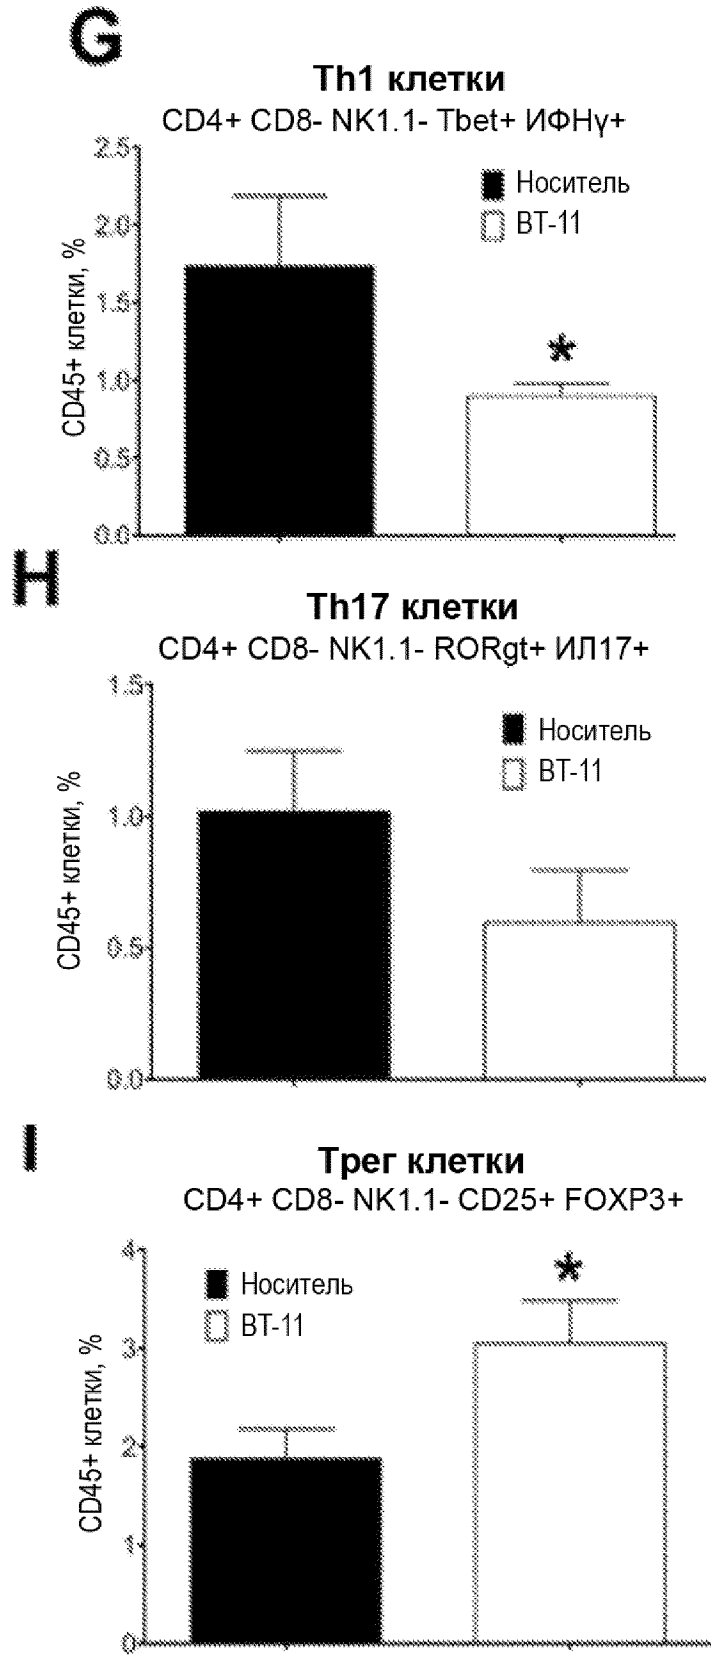 G
Th1 клетки
CD4+ CD8- NK1.1- Tbet+ ИФНγ+
CD45+ клетки, %
2.5
2.0
1.5
1.0
0.5
0.0
Носитель
BT-11
*
H
Th17 клетки
CD4+ CD8- NK1.1- RORgt+ ИЛ17+
CD45+ клетки, %
1.5
1.0
0.5
0.0
Носитель
BT-11
I
Трег клетки
CD4+ CD8- NK1.1- CD25+ FOXP3+
CD45+ клетки, %
4
3
2
1
0
Носитель
BT-11
*